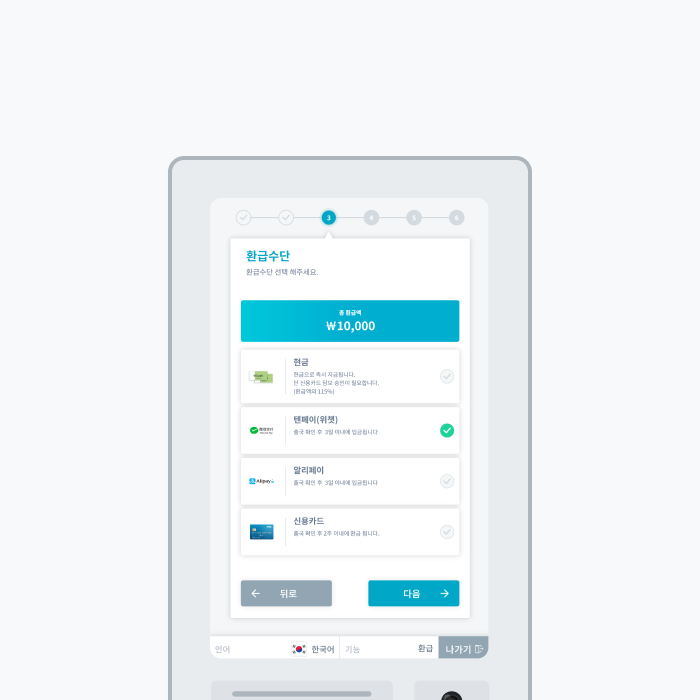 3
4
5
6
환급수단
환급수단 선택 해주세요.
총 환급액
₩10,000
현금
현금으로 즉시 지급됩니다.
단 신용카드 담보 승인이 필요합니다.
(환급액의 115%)
텐페이(위챗)
출국 확인 후 3일 이내에 입금됩니다
알리페이
Alipay
출국 확인 후 3일 이내에 입금됩니다
신용카드
출국 확인 후 2주 이내에 환급 됩니다.
뒤로
다음
언어
한국어
기능
환급
나가기